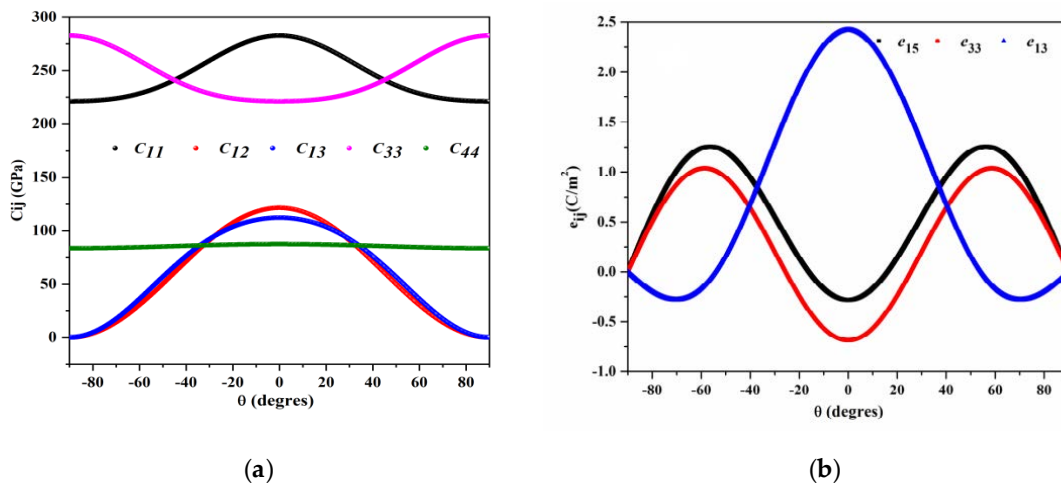 300
250
200
150
100
50
0
Cij (GPa)
C11 C12 C13 C33 C44
-80 -60 -40 -20 0 20 40 60 80
θ (degres)
(a)
b)
2.5
2.0
1.5
1.0
0.5
0.0
-0.5
-1.0
eij(C/m2)
e15 e33 e13
-80 -60 -40 -20 0 20 40 60 80
θ (degres)
(b)
a)